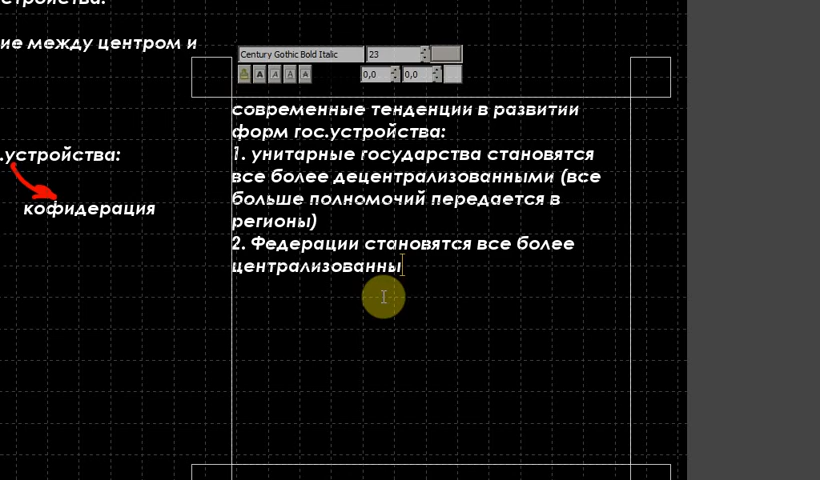 стройства:
ие между центром и
Century Gothic Bold Italic 23
A A A A 0,0 0,0
современные тенденции в развитии
форм гос.устройства:
.устройства:
1. унитарные государства становятся
все более децентрализованными (все
больше полномочий передается в
кофидерация
регионы)
2. Федерации становятся все более
централизованны